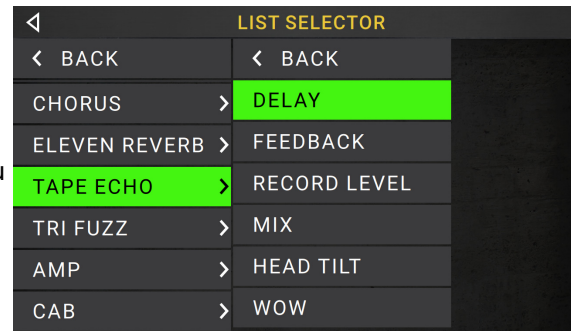 LIST SELECTOR
BACK
CHORUS
ELEVEN REVERB
TAPE ECHO
TRI FUZZ
AMP
CAB
BACK
DELAY
FEEDBACK
RECORD LEVEL
MIX
HEAD TILT
WOW